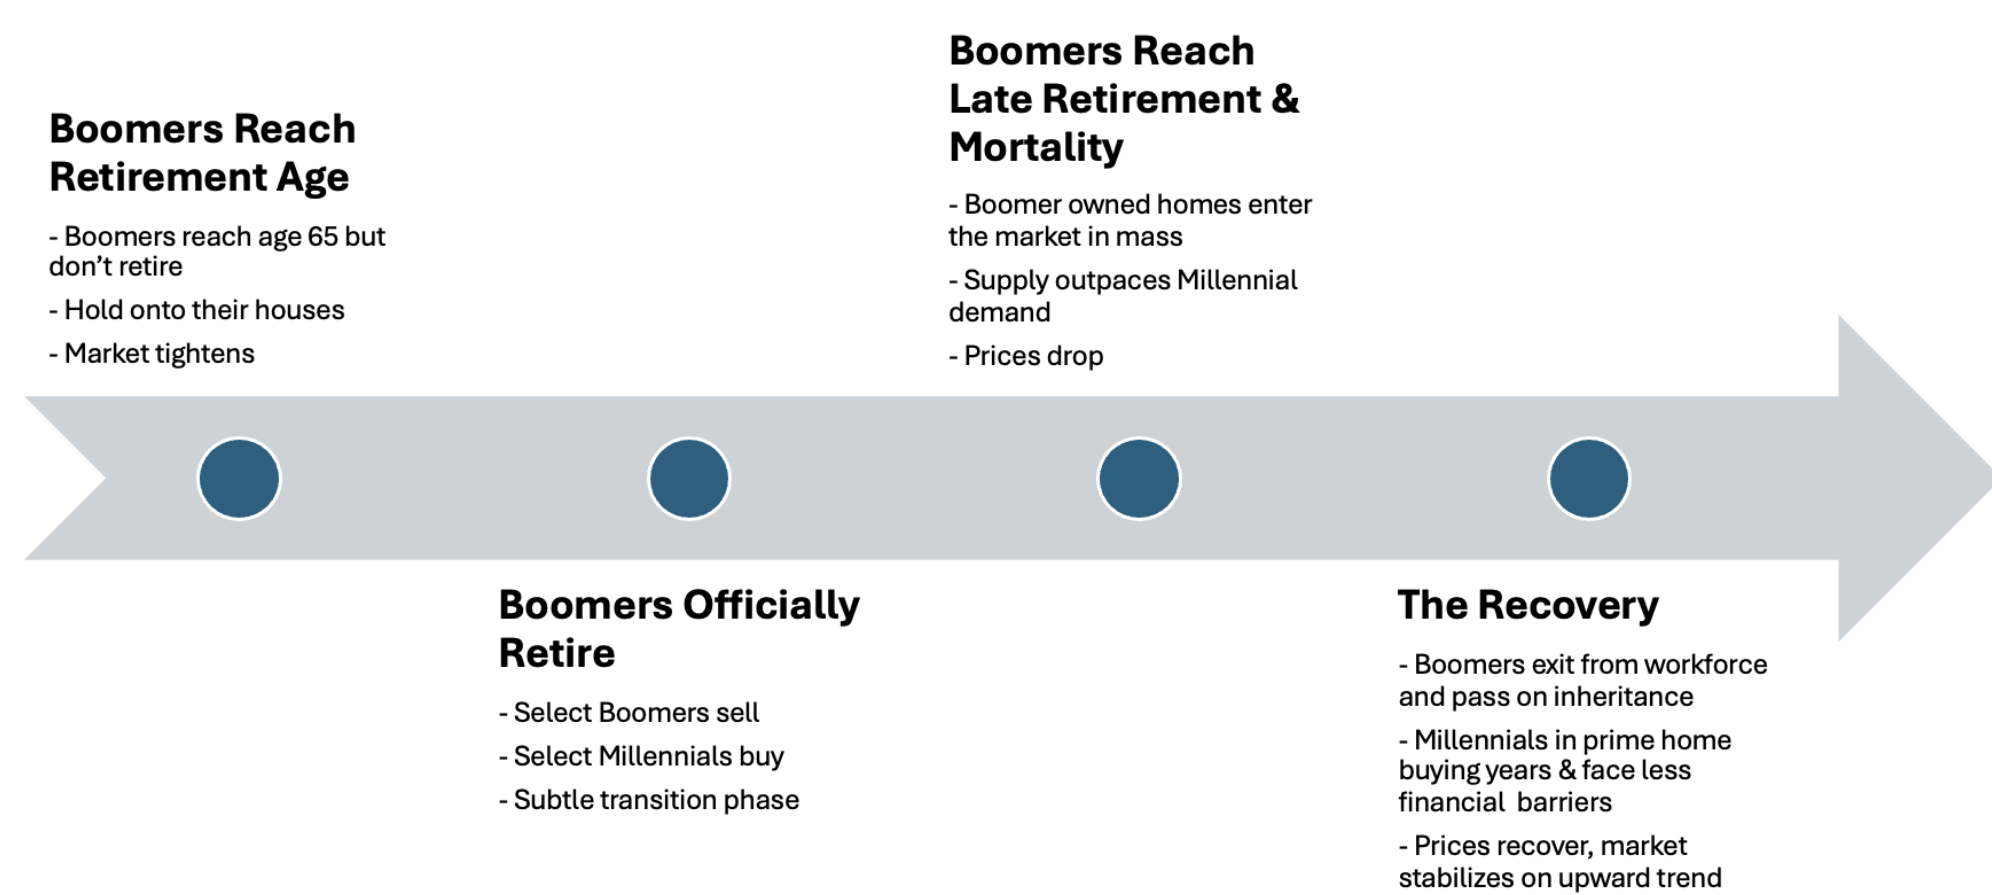 Boomers Reach
Retirement Age
- Boomers reach age 65 but
don’t retire
- Hold onto their houses
- Market tightens
Boomers Officially
Retire
- Select Boomers sell
- Select Millennials buy
- Subtle transition phase
Boomers Reach
Late Retirement &
Mortality
- Boomer owned homes enter
the market in mass
- Supply outpaces Millennial
demand
- Prices drop
The Recovery
- Boomers exit from workforce
and pass on inheritance
- Millennials in prime home
buying years & face less
financial  barriers
- Prices recover, market
stabilizes on upward trend